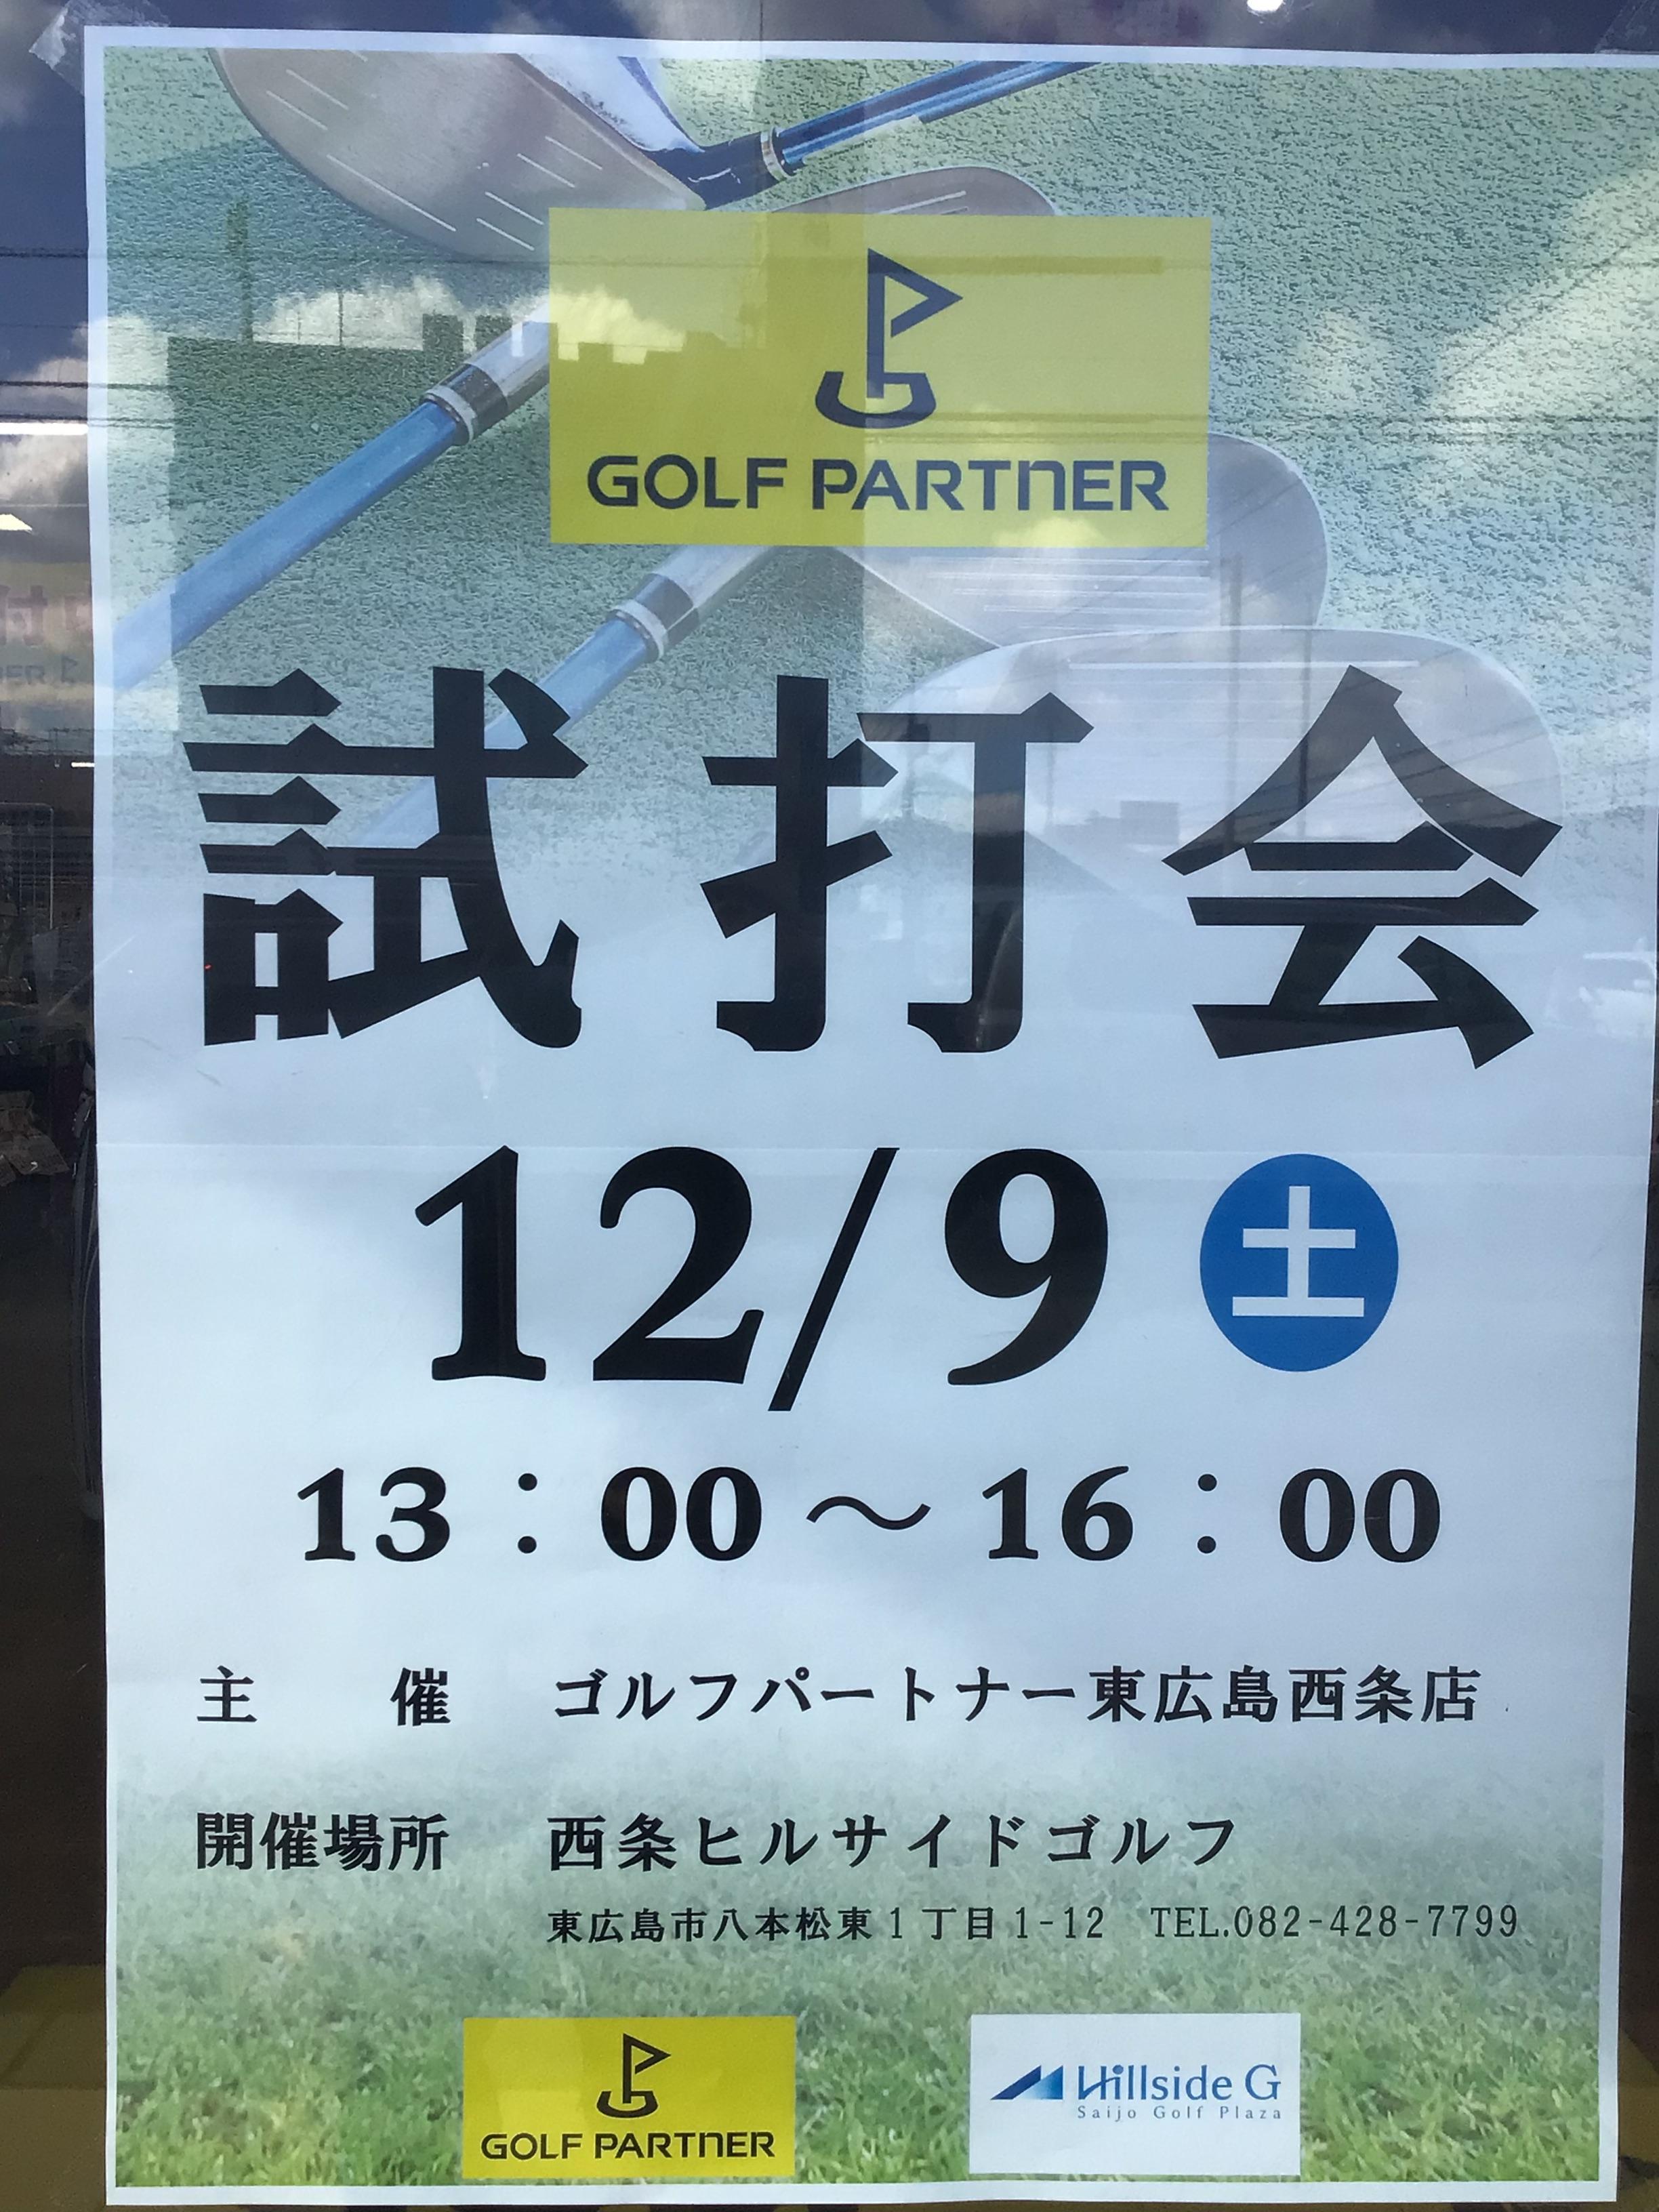 GOLF PARTNER
試打会
12/9 土
13：00～16：00
主　催　ゴルフパートナー東広島西条店
開催場所　西条ヒルサイドゴルフ
東広島市八本松東1丁目1-12　TEL.082-428-7799
GOLF PARTNER
Hillside G
Saijo Golf Plaza